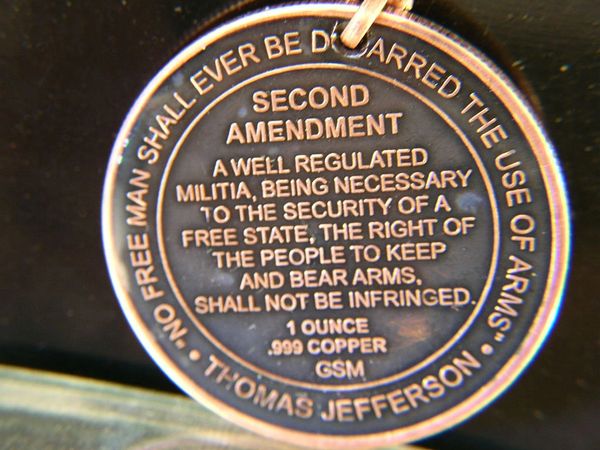 "NO FREE MAN SHALL EVER BE D ARRED THE USE OF ARMS"
• THOMAS JEFFERSON •
SECOND
AMENDMENT
A WELL REGULATED
MILITIA, BEING NECESSARY
TO THE SECURITY OF A
FREE STATE, THE RIGHT OF
THE PEOPLE TO KEEP
AND BEAR ARMS,
SHALL NOT BE INFRINGED.
1 OUNCE
.999 COPPER
GSM